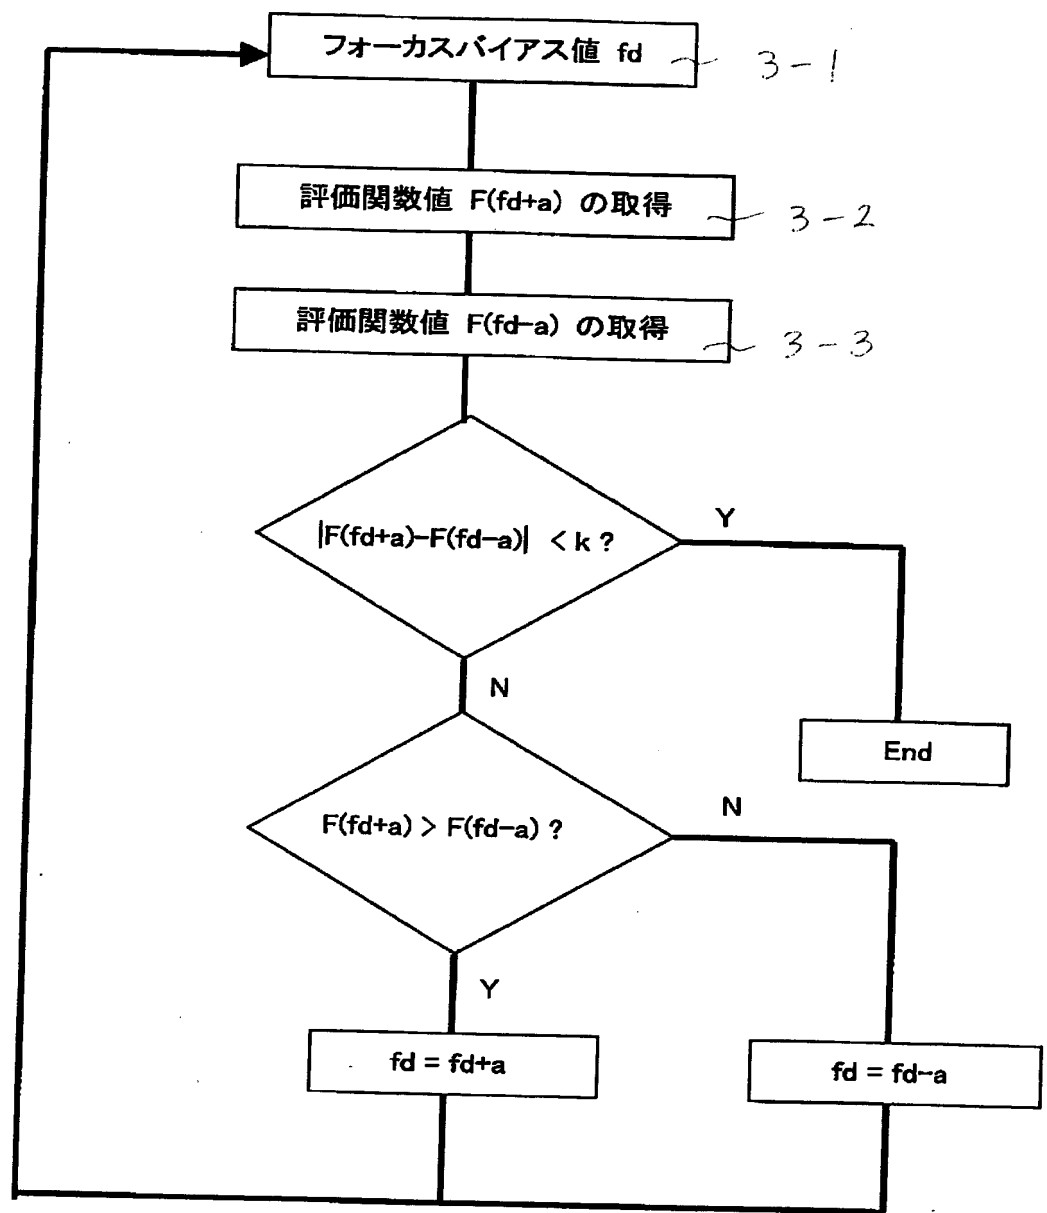 フォーカスバイアス値 fd
3-1
評価関数値 F(fd+a) の取得
3-2
評価関数値 F(fd-a) の取得
3-3
|F(fd+a)-F(fd-a)| < k ?
Y
N
End
F(fd+a) > F(fd-a) ?
N
Y
fd = fd+a
fd = fd-a